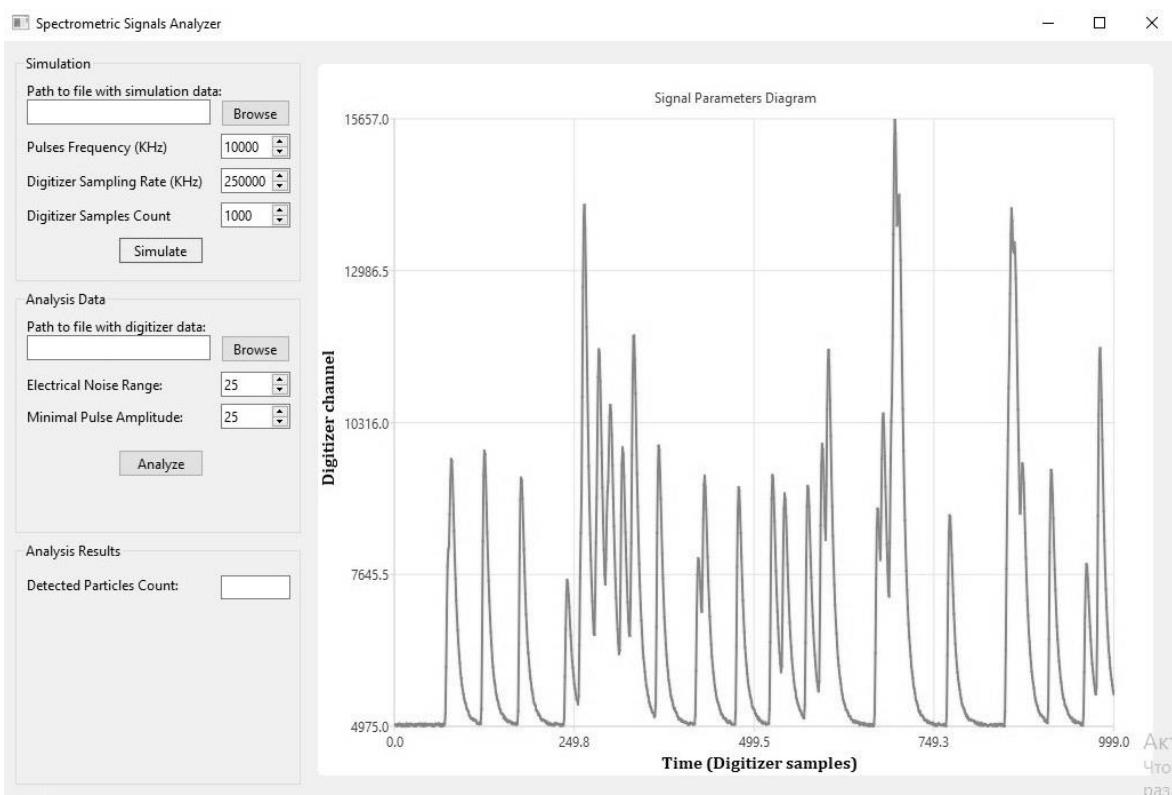 Spectrometric Signals Analyzer
Simulation
Path to file with simulation data:
Browse
Pulses Frequency (KHz) 10000
Digitizer Sampling Rate (KHz) 250000
Digitizer Samples Count 1000
Simulate
Analysis Data
Path to file with digitizer data:
Browse
Electrical Noise Range: 25
Minimal Pulse Amplitude: 25
Analyze
Analysis Results
Detected Particles Count:
Signal Parameters Diagram
15657.0
12986.5
10316.0
7645.5
4975.0
Digitizer channel
0.0 249.8 499.5 749.3 999.0
Time (Digitizer samples)
Акт
Что
раз